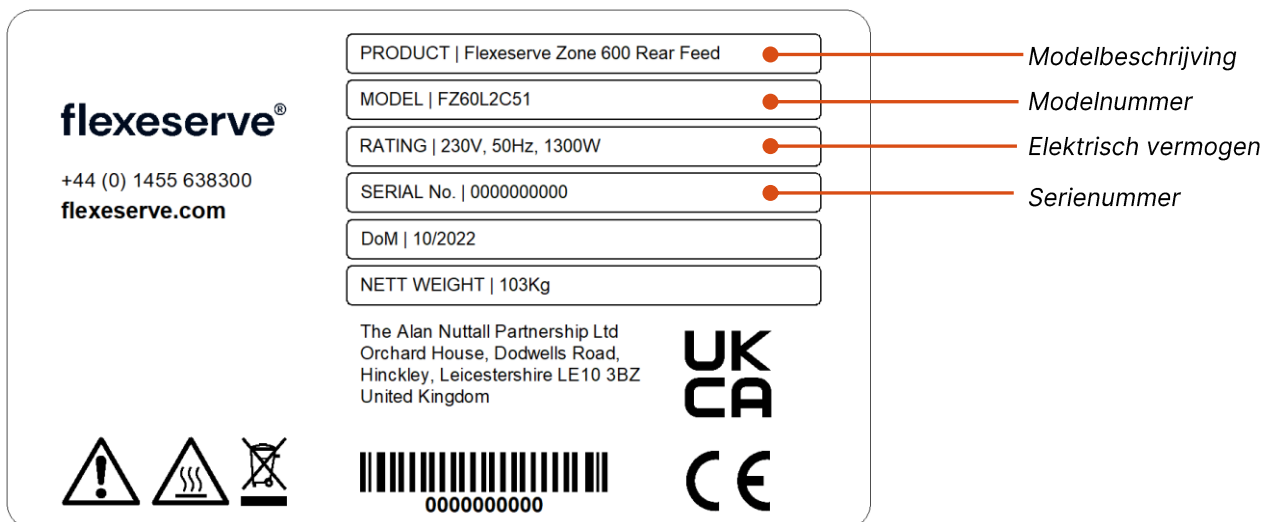 flexeserve®
+44 (0) 1455 638300
flexeserve.com
PRODUCT | Flexeserve Zone 600 Rear Feed
Modelbeschrijving
MODEL | FZ60L2C51
Modelnummer
RATING | 230V, 50Hz, 1300W
Elektrisch vermogen
SERIAL No. | 0000000000
Serienummer
DoM | 10/2022
NETT WEIGHT | 103Kg
The Alan Nuttall Partnership Ltd
Orchard House, Dodwells Road,
Hinckley, Leicestershire LE10 3BZ
United Kingdom
UK
CA
0000000000
CE